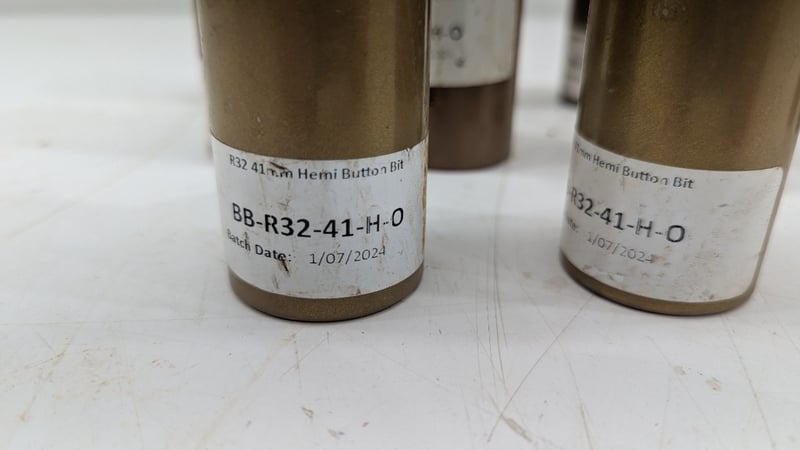 R32 41mm Hemi Button Bit
BB-R32-41-H-O
Batch Date: 1/07/2024
H-O
mm Hemi Button Bit
-R32-41-H-O
1/07/2024